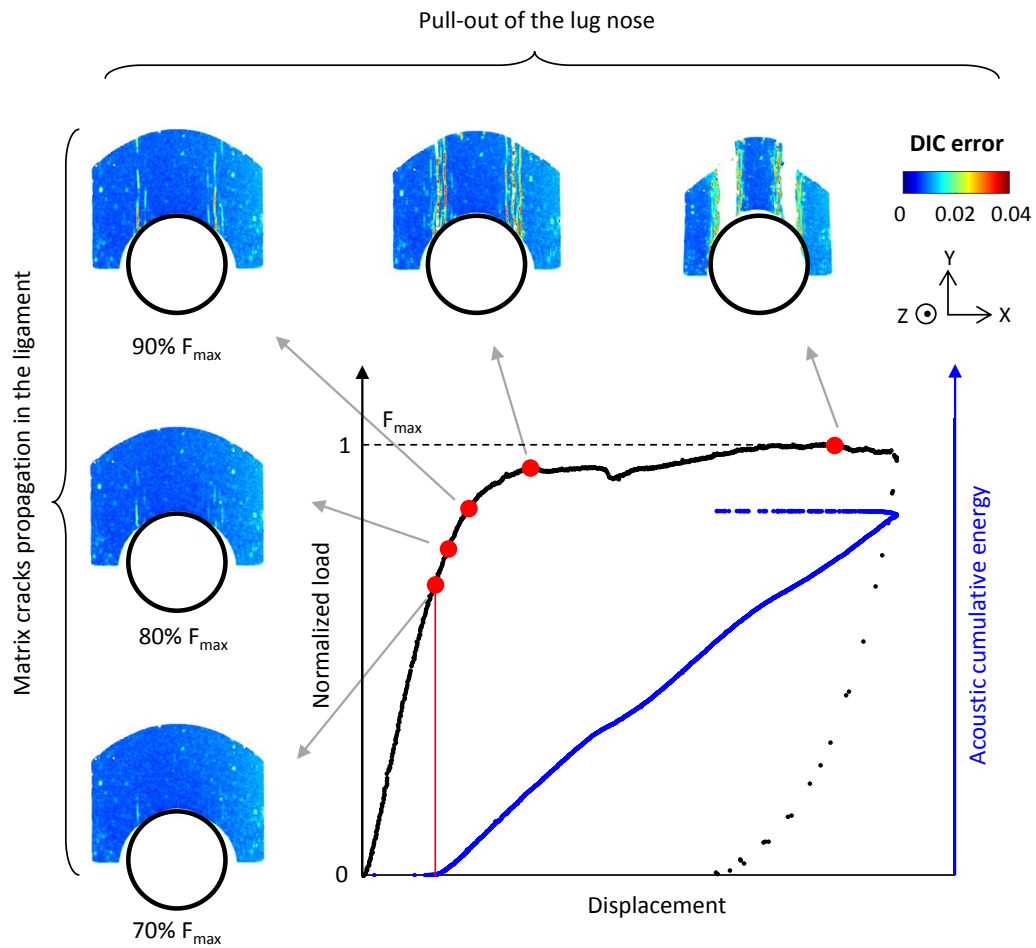 Pull-out of the lug nose
Matrix cracks propagation in the ligament
DIC error
0 0.02 0.04
Y
Z X
90% Fmax
80% Fmax
70% Fmax
Fmax
1
0
Normalized load
Displacement
Acoustic cumulative energy